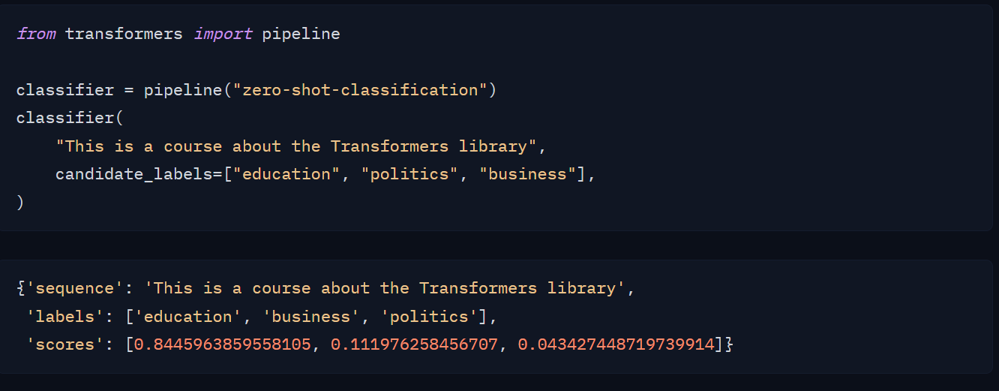 from transformers import pipeline
classifier = pipeline("zero-shot-classification")
classifier(
    "This is a course about the Transformers library",
    candidate_labels=["education", "politics", "business"],
)
{'sequence': 'This is a course about the Transformers library',
 'labels': ['education', 'business', 'politics'],
 'scores': [0.8445963859558105, 0.111976258456707, 0.043427448719739914]}